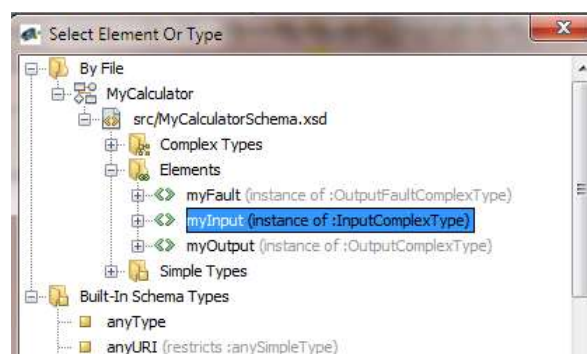 Select Element Or Type
By File
MyCalculator
src/MyCalculatorSchema.xsd
Complex Types
Elements
myFault (instance of :OutputFaultComplexType)
myInput (instance of :InputComplexType)
myOutput (instance of :OutputComplexType)
Simple Types
Built-In Schema Types
anyType
anyURI (restricts :anySimpleType)